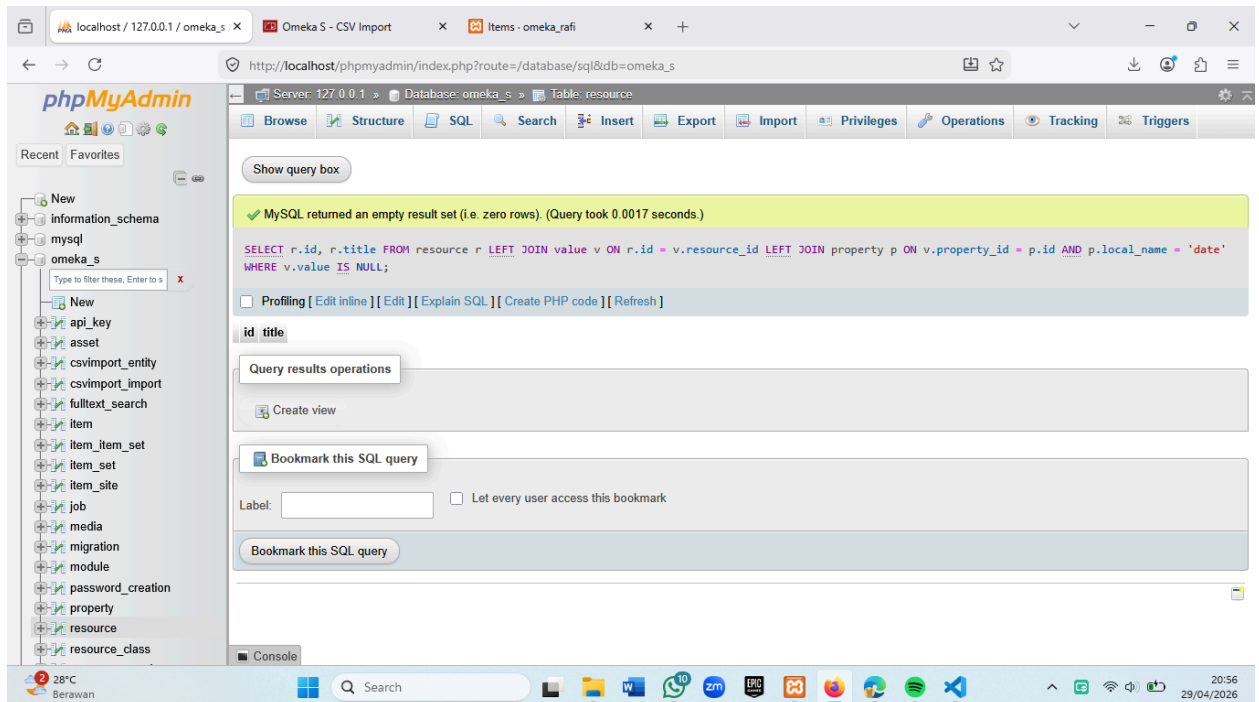 localhost / 127.0.0.1 / omeka_s
Omeka S - CSV Import
Items · omeka_rafi
http://localhost/phpmyadmin/index.php?route=/database/sql&db=omeka_s
phpMyAdmin
Recent Favorites
New
information_schema
mysql
omeka_s
Type to filter these, Enter to s X
New
api_key
asset
csvimport_entity
csvimport_import
fulltext_search
item
item_item_set
item_set
item_site
job
media
migration
module
password_creation
property
resource
resource_class
Server: 127.0.0.1 » Database: omeka_s » Table: resource
Browse Structure SQL Search Insert Export Import Privileges Operations Tracking Triggers
Show query box
MySQL returned an empty result set (i.e. zero rows). (Query took 0.0017 seconds.)
SELECT r.id, r.title FROM resource r LEFT JOIN value v ON r.id = v.resource_id LEFT JOIN property p ON v.property_id = p.id AND p.local_name = 'date'
WHERE v.value IS NULL;
Profiling [ Edit inline ] [ Edit ] [ Explain SQL ] [ Create PHP code ] [ Refresh ]
id title
Query results operations
Create view
Bookmark this SQL query
Label: Let every user access this bookmark
Bookmark this SQL query
Console
2
28°C
Berawan
Search
W
10
zm
EPIC
GAMES
20:56
29/04/2026